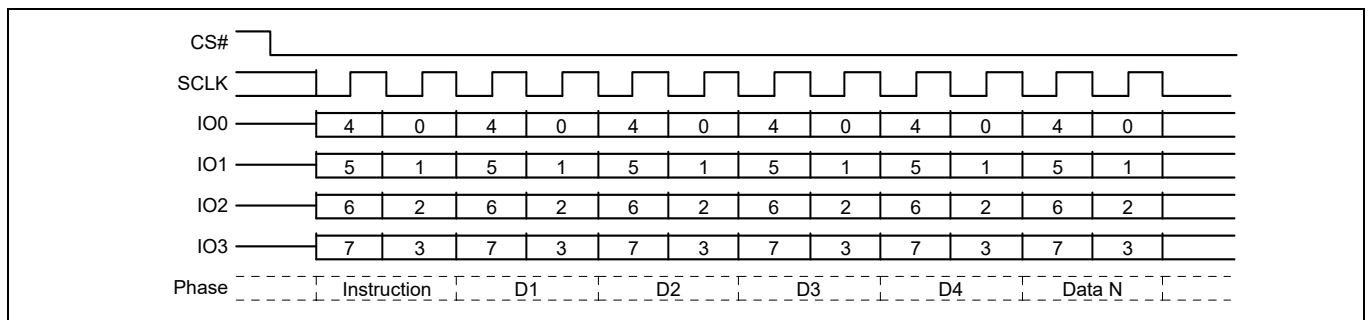 CS#
SCLK
IO0 4 0 4 0 4 0 4 0 4 0 4 0
IO1 5 1 5 1 5 1 5 1 5 1 5 1
IO2 6 2 6 2 6 2 6 2 6 2 6 2
IO3 7 3 7 3 7 3 7 3 7 3 7 3
Phase Instruction D1 D2 D3 D4 Data N